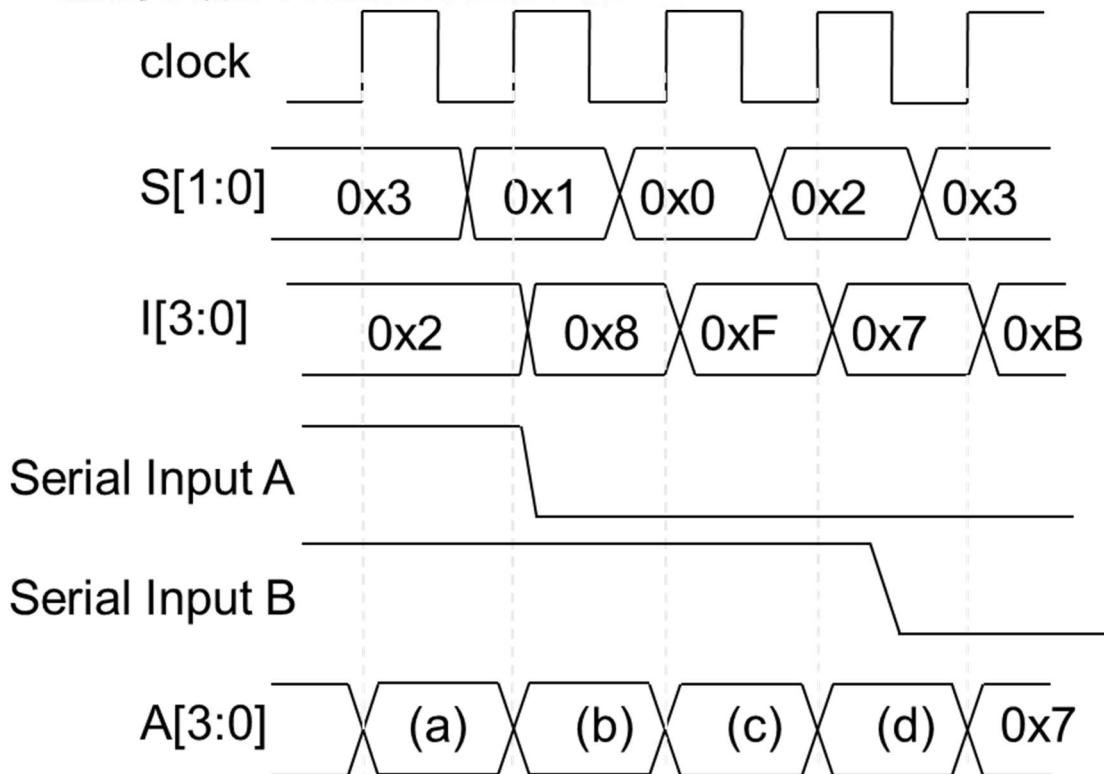 clock
S[1:0] 0x3 0x1 0x0 0x2 0x3
I[3:0] 0x2 0x8 0xF 0x7 0xB
Serial Input A
Serial Input B
A[3:0] (a) (b) (c) (d) 0x7